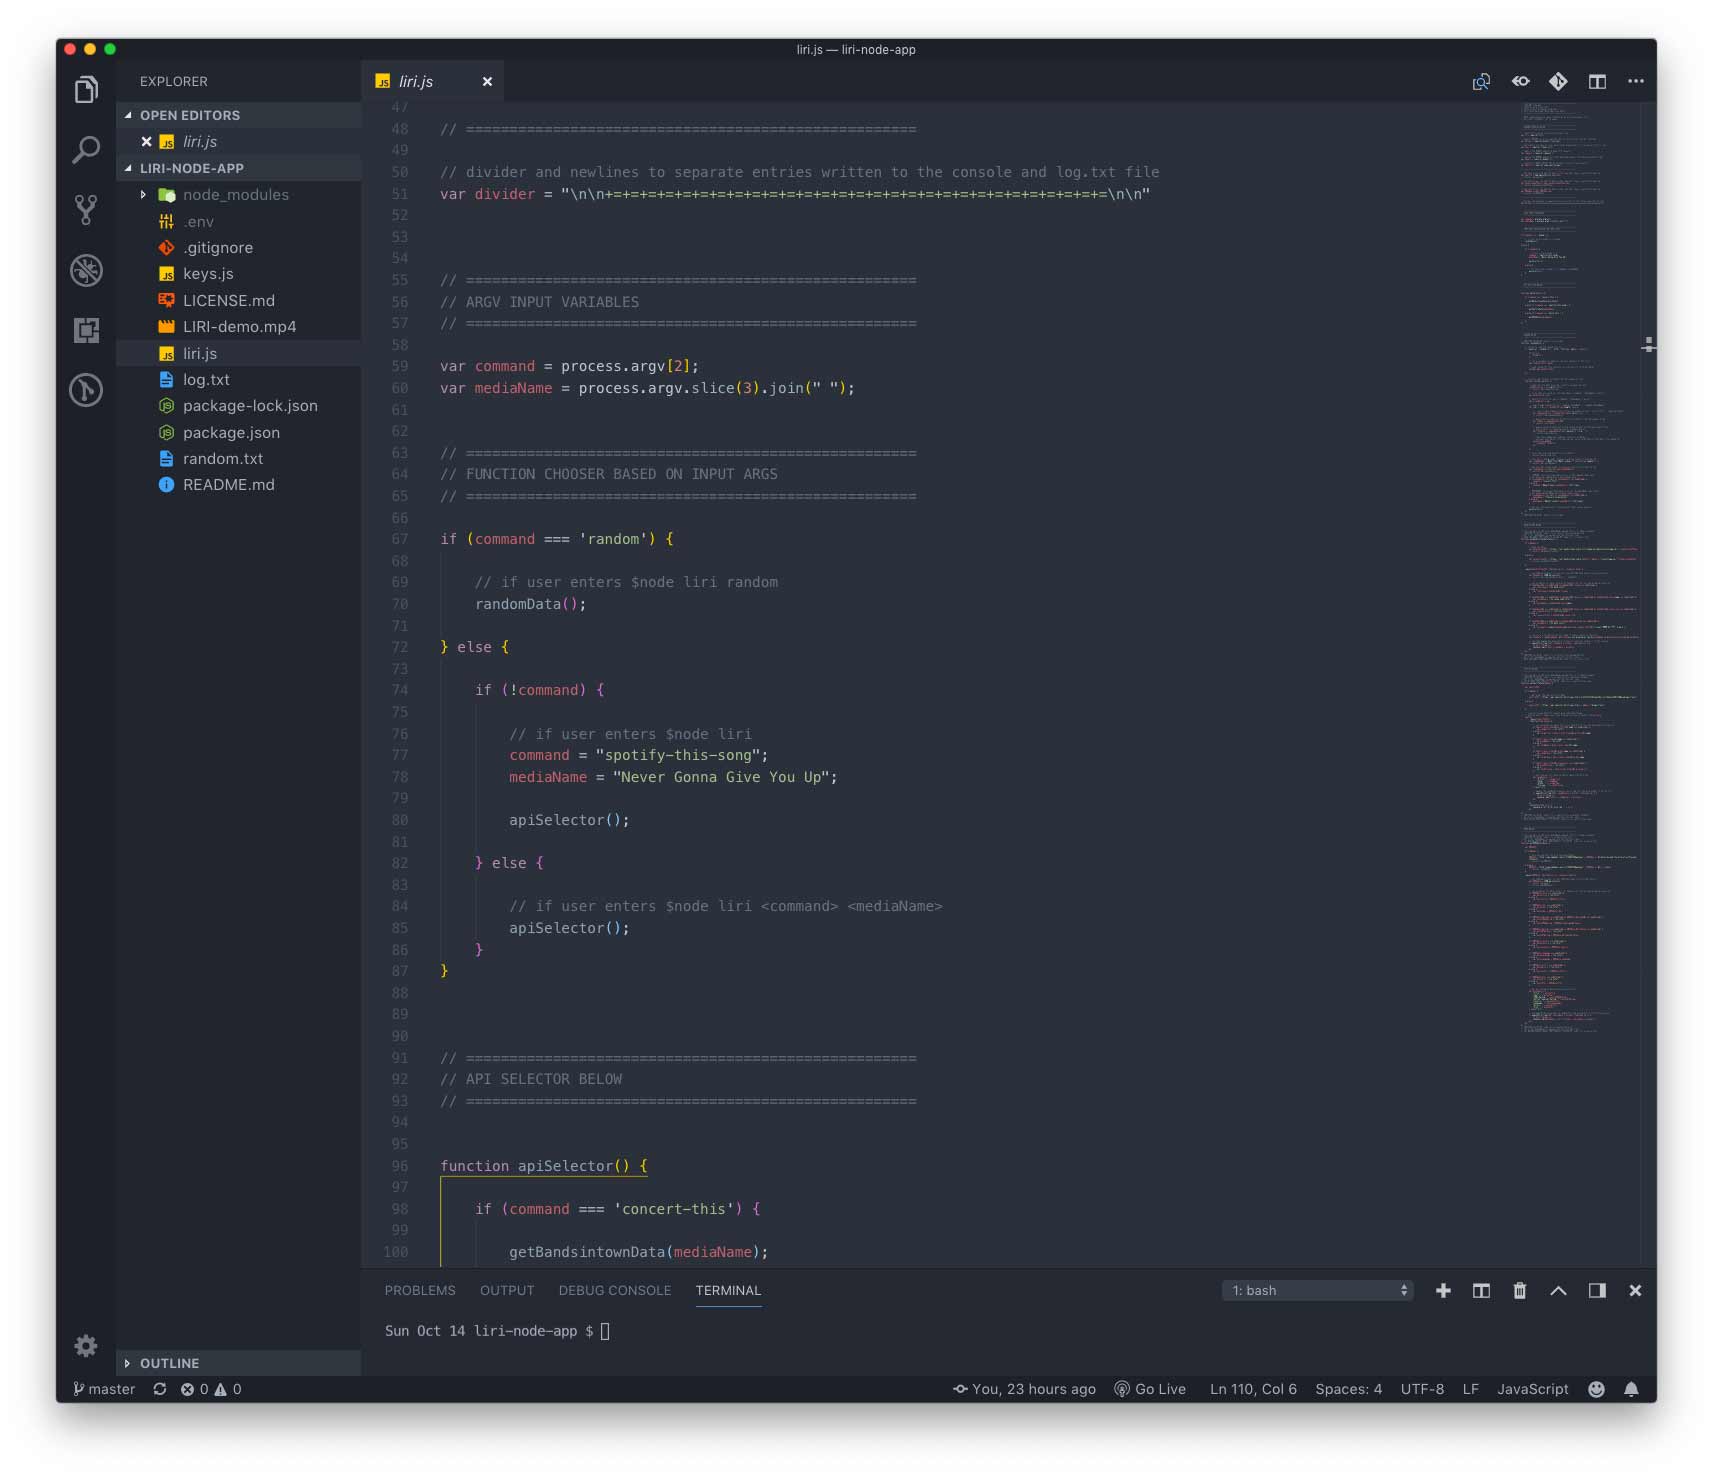 liri.js — liri-node-app
EXPLORER
OPEN EDITORS
liri.js
LIRI-NODE-APP
node_modules
.env
.gitignore
keys.js
LICENSE.md
LIRI-demo.mp4
liri.js
log.txt
package-lock.json
package.json
random.txt
README.md
OUTLINE
liri.js
47
48 // ====================================================
49
50 // divider and newlines to separate entries written to the console and log.txt file
51 var divider = "\n\n+=+=+=+=+=+=+=+=+=+=+=+=+=+=+=+=+=+=+=+=+=+=+=+=+=+=+=+=+=\n\n"
52
53
54
55 // ====================================================
56 // ARGV INPUT VARIABLES
57 // ====================================================
58
59 var command = process.argv[2];
60 var mediaName = process.argv.slice(3).join(" ");
61
62
63 // ====================================================
64 // FUNCTION CHOOSER BASED ON INPUT ARGS
65 // ====================================================
66
67 if (command === 'random') {
68
69 // if user enters $node liri random
70 randomData();
71
72 } else {
73
74 if (!command) {
75
76 // if user enters $node liri
77 command = "spotify-this-song";
78 mediaName = "Never Gonna Give You Up";
79
80 apiSelector();
81
82 } else {
83
84 // if user enters $node liri <command> <mediaName>
85 apiSelector();
86 }
87 }
88
89
90
91 // ====================================================
92 // API SELECTOR BELOW
93 // ====================================================
94
95
96 function apiSelector() {
97
98 if (command === 'concert-this') {
99
100 getBandsintownData(mediaName);
PROBLEMS OUTPUT DEBUG CONSOLE TERMINAL 1: bash
Sun Oct 14 liri-node-app $
master 0 0 You, 23 hours ago Go Live Ln 110, Col 6 Spaces: 4 UTF-8 LF JavaScript